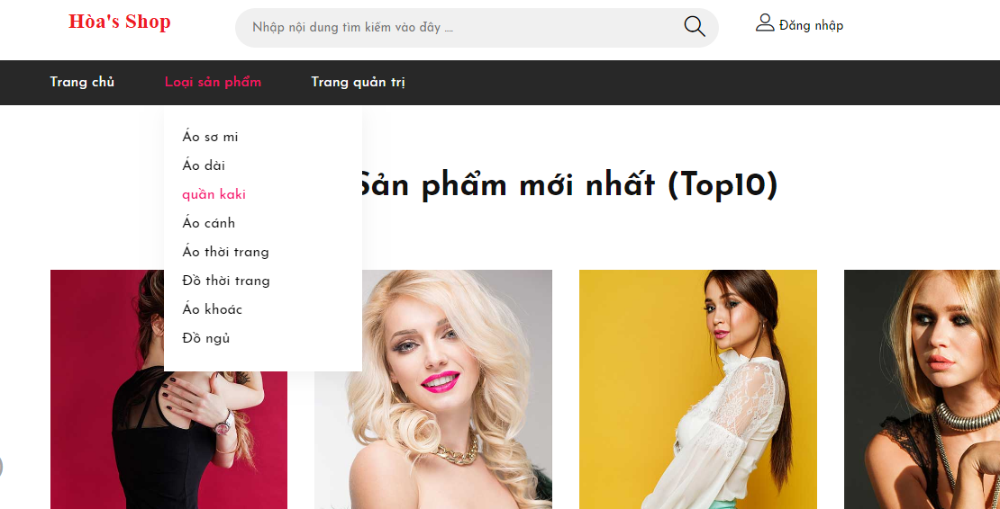 Hòa's Shop
Nhập nội dung tìm kiếm vào đây ....
Đăng nhập
Trang chủ
Loại sản phẩm
Trang quản trị
Áo sơ mi
Áo dài
quần kaki
Áo cánh
Áo thời trang
Đồ thời trang
Áo khoác
Đồ ngủ
Sản phẩm mới nhất (Top10)